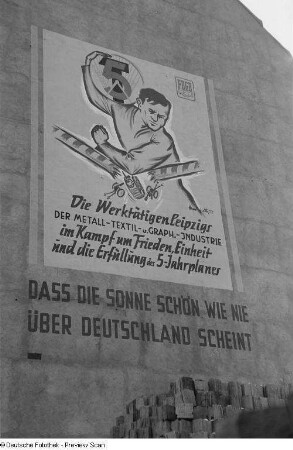 Die Werktätigen Leipzigs
DER METALL-TEXTIL-u.GRAPH.-INDUSTRIE
im Kampf um Frieden, Einheit
und die Erfüllung des 5-Jahrplanes
DASS DIE SONNE SCHÖN WIE NIE
ÜBER DEUTSCHLAND SCHEINT
©Deutsche Fotothek - Preview Scan